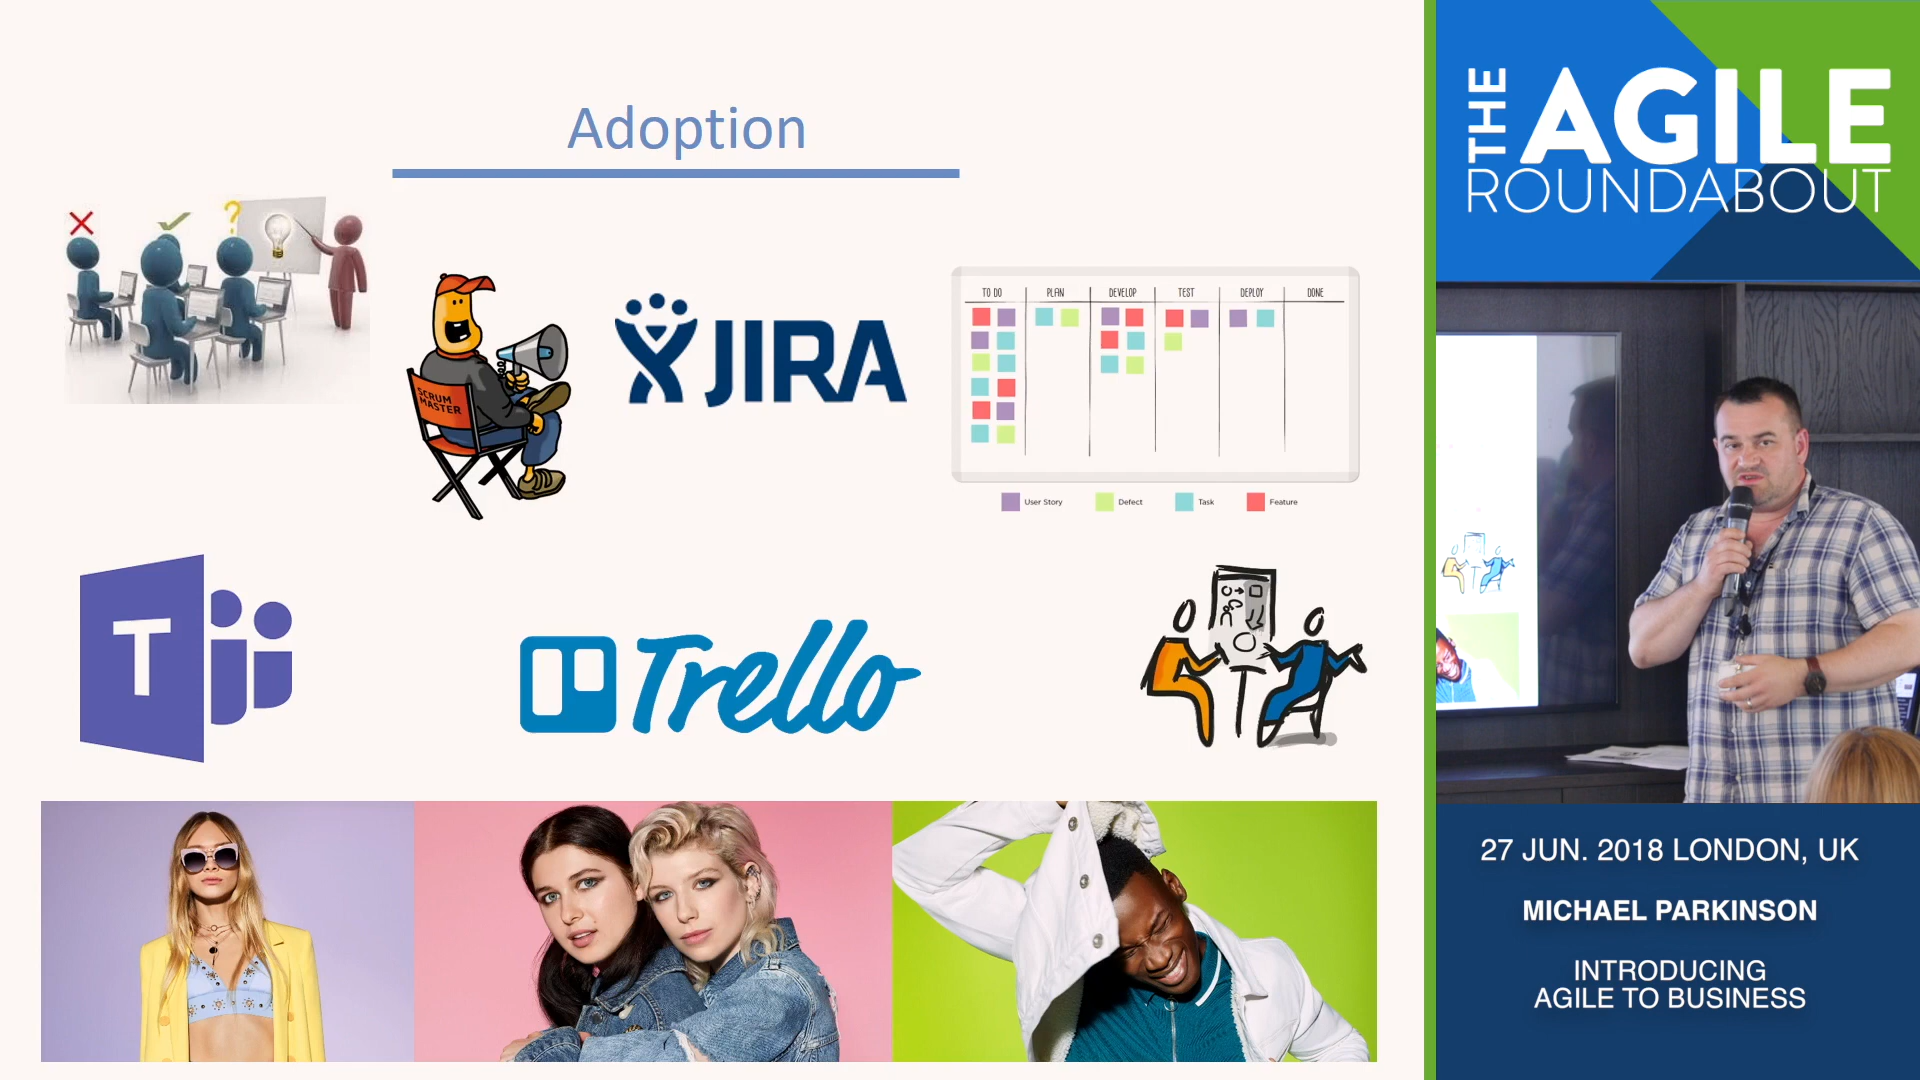 Adoption
?
SCRUM
MASTER
JIRA
TO DO PLAN DEVELOP TEST DEPLOY DONE
User Story Defect Task Feature
T
Trello
THE AGILE
ROUNDABOUT
27 JUN. 2018 LONDON, UK
MICHAEL PARKINSON
INTRODUCING
AGILE TO BUSINESS